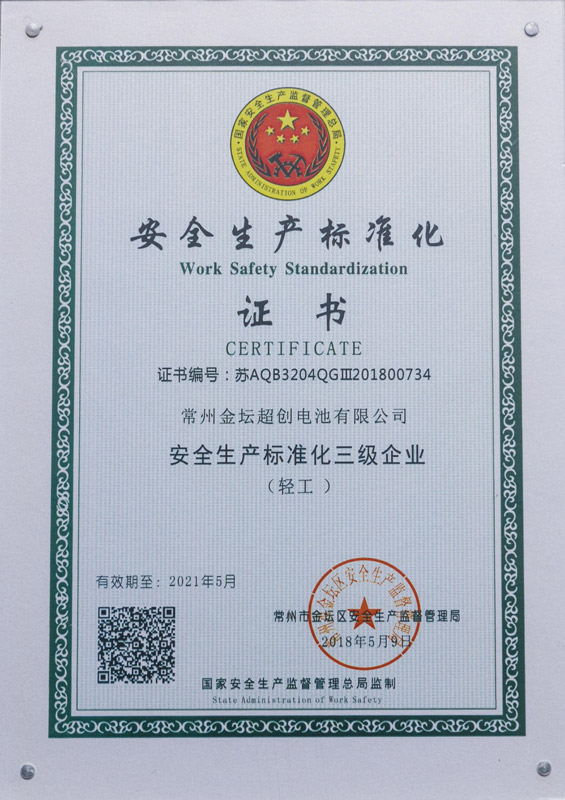 国家安全生产监督管理总局
STATE ADMINISTRATION OF WORK STAFETY
安全生产标准化
Work Safety Standardization
证书
CERTIFICATE
证书编号：苏AQB3204QGⅢ201800734
常州金坛超创电池有限公司
安全生产标准化三级企业
（轻工 ）
有效期至: 2021年5月
常州市金坛区安全生产监督管理局
2018年5月9日
国家安全生产监督管理总局监制
State Administration of Work Safety